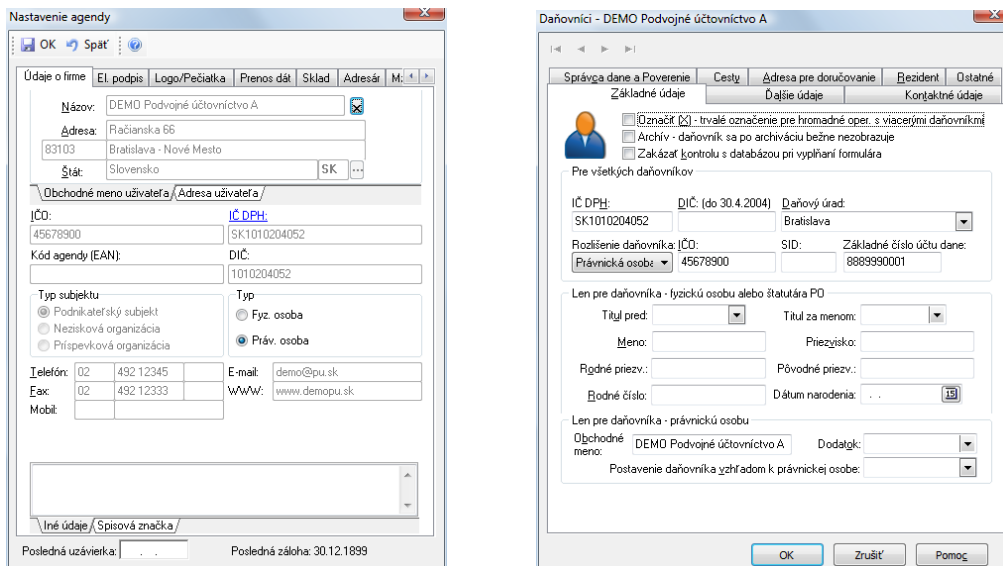 Nastavenie agendy
OK Späť
Údaje o firme El. podpis Logo/Pečiatka Prenos dát Sklad Adresár
Názov: DEMO Podvojné účtovníctvo A
Adresa: Račianska 66
83103 Bratislava - Nové Mesto
Štát: Slovensko SK ...
Obchodné meno uživateľa Adresa uživateľa
IČO: IČ DPH:
45678900 SK1010204052
Kód agendy (EAN): DIČ:
1010204052
Typ subjektu Typ
Podnikateľský subjekt Fyz. osoba
Nezisková organizácia
Príspevková organizácia Práv. osoba
Telefón: 02 492 12345 E-mail: demo@pu.sk
Fax: 02 492 12333 WWW: www.demopu.sk
Mobil:
Iné údaje Spisová značka
Posledná uzávierka: . . Posledná záloha: 30.12.1899
Daňovníci - DEMO Podvojné účtovníctvo A
Správca dane a Poverenie Cesty Adresa pre doručovanie Rezident Ostatné
Základné údaje Ďalšie údaje Kontaktné údaje
Označiť (X) - trvalé označenie pre hromadné oper. s viacerými daňovníkmi
Archív - daňovník sa po archiváciu bežne nezobrazuje
Zakázať kontrolu s databázou pri vyplňaní formulára
Pre všetkých daňovníkov
IČ DPH: DIČ: (do 30.4.2004) Daňový úrad:
SK1010204052 Bratislava
Rozlíšenie daňovníka: IČO: SID: Základné číslo účtu dane:
Právnická osoba 45678900 8889990001
Len pre daňovníka - fyzickú osobu alebo štatutára PO
Titul pred: Titul za menom:
Meno: Priezvisko:
Rodné priezv.: Pôvodné priezv.:
Rodné číslo: Dátum narodenia: . . 15
Len pre daňovníka - právnickú osobu
Obchodné meno: DEMO Podvojné účtovníctvo A Dodatok:
Postavenie daňovníka vzhľadom k právnickej osobe:
OK Zrušiť Pomoc